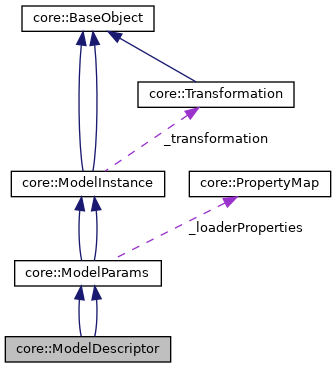 core::BaseObject
core::Transformation
_transformation
core::ModelInstance
core::PropertyMap
_loaderProperties
core::ModelParams
core::ModelDescriptor